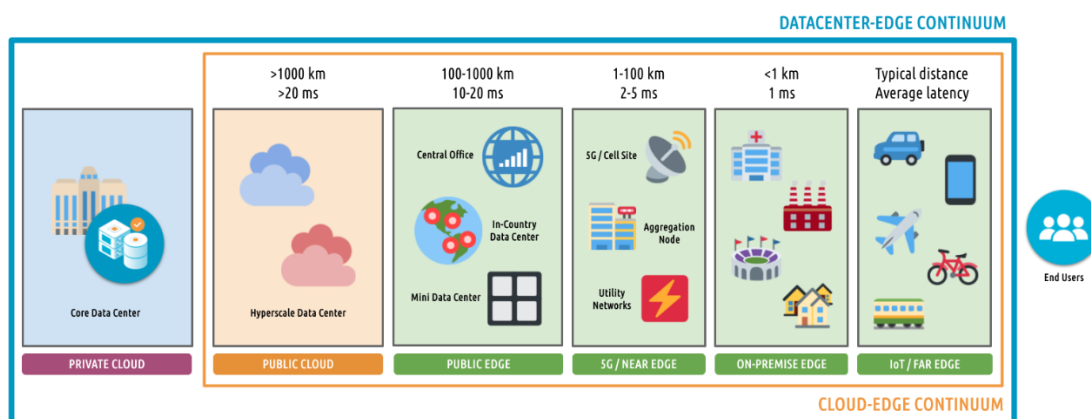 DATACENTER-EDGE CONTINUUM
>1000 km
>20 ms
100-1000 km
10-20 ms
1-100 km
2-5 ms
<1 km
1 ms
Typical distance
Average latency
Core Data Center
Hyperscale Data Center
Central Office
In-Country
Data Center
Mini Data Center
5G / Cell Site
Aggregation
Node
Utility
Networks
End Users
PRIVATE CLOUD
PUBLIC CLOUD
PUBLIC EDGE
5G / NEAR EDGE
ON-PREMISE EDGE
IoT / FAR EDGE
CLOUD-EDGE CONTINUUM